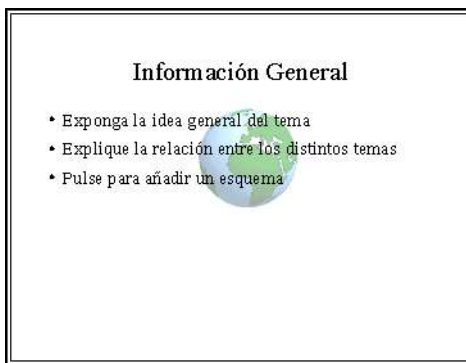 Información General
• Exponga la idea general del tema
• Explique la relación entre los distintos temas
• Pulse para añadir un esquema